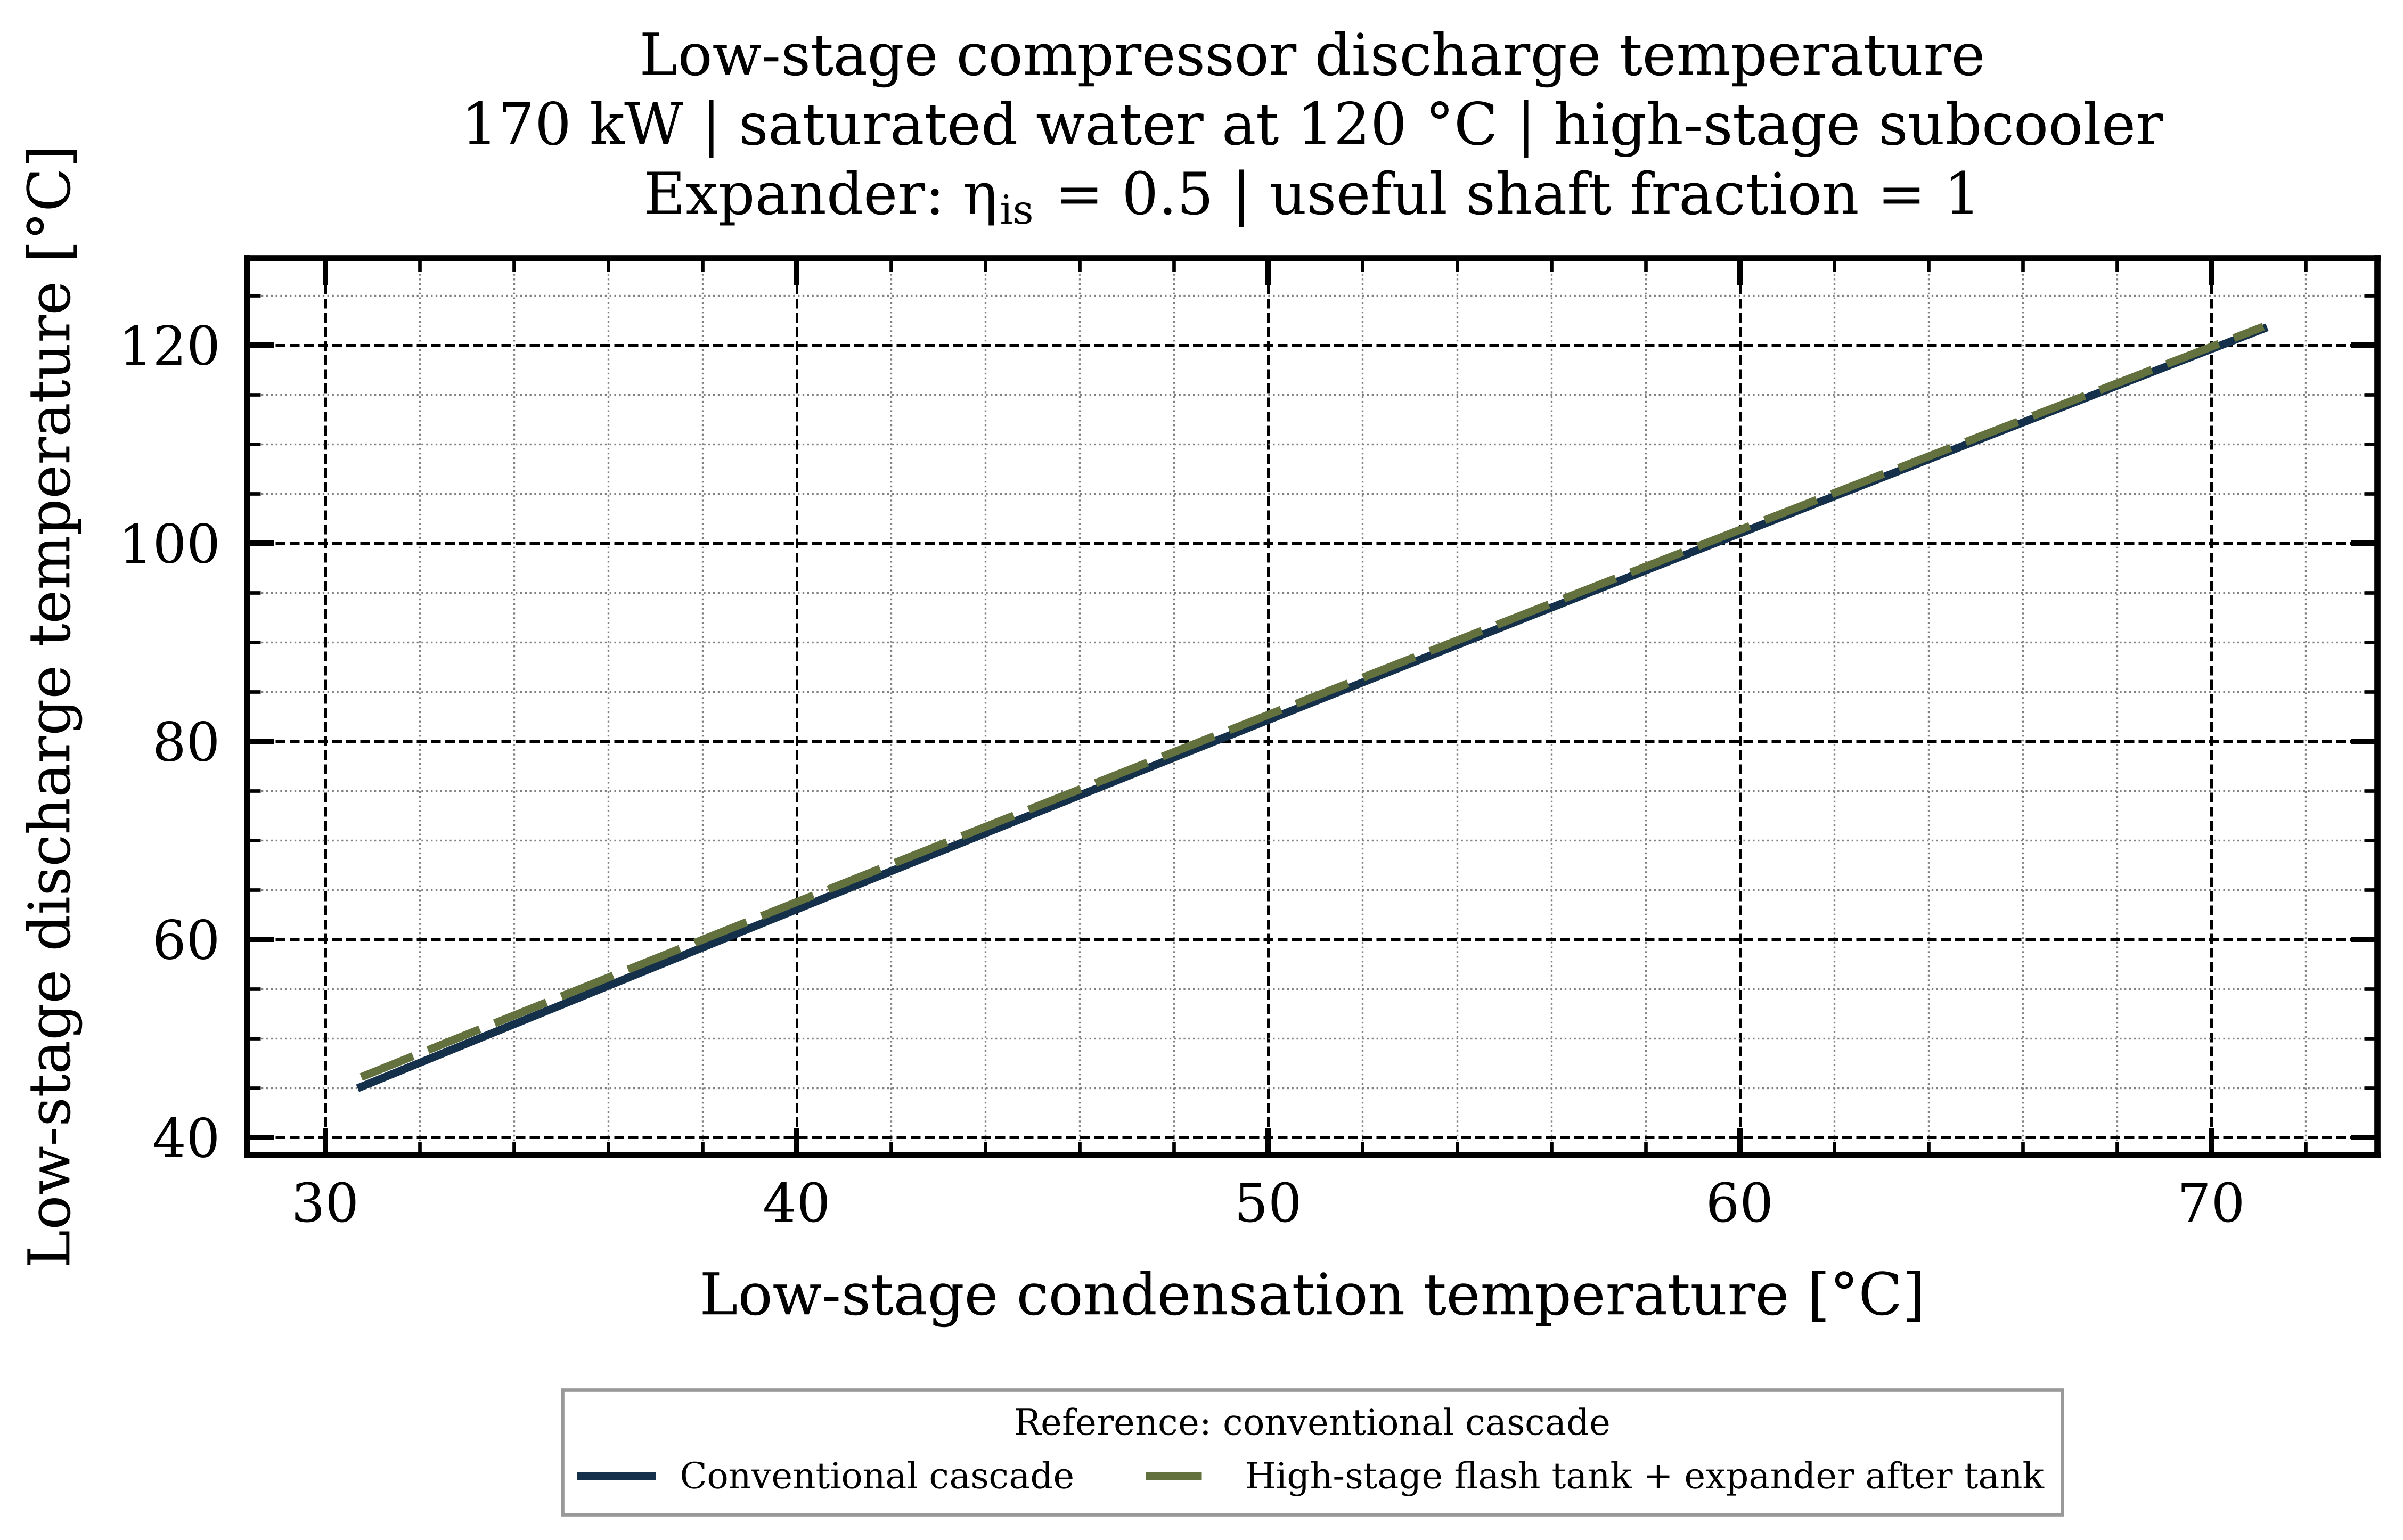 Low-stage compressor discharge temperature
170 kW | saturated water at 120 °C | high-stage subcooler
Expander: ηis = 0.5 | useful shaft fraction = 1
Low-stage discharge temperature [°C]
120
100
80
60
40
30 40 50 60 70
Low-stage condensation temperature [°C]
Reference: conventional cascade
Conventional cascade High-stage flash tank + expander after tank